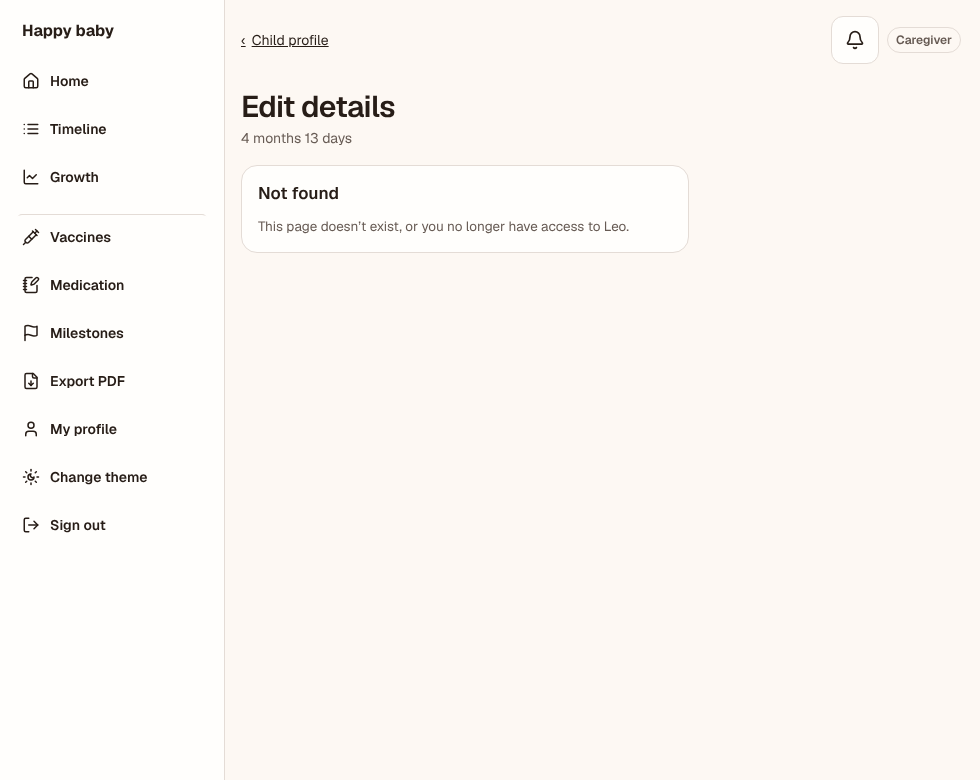 Happy baby
Home
Timeline
Growth
Vaccines
Medication
Milestones
Export PDF
My profile
Change theme
Sign out
‹ Child profile
Caregiver
Edit details
4 months 13 days
Not found
This page doesn't exist, or you no longer have access to Leo.